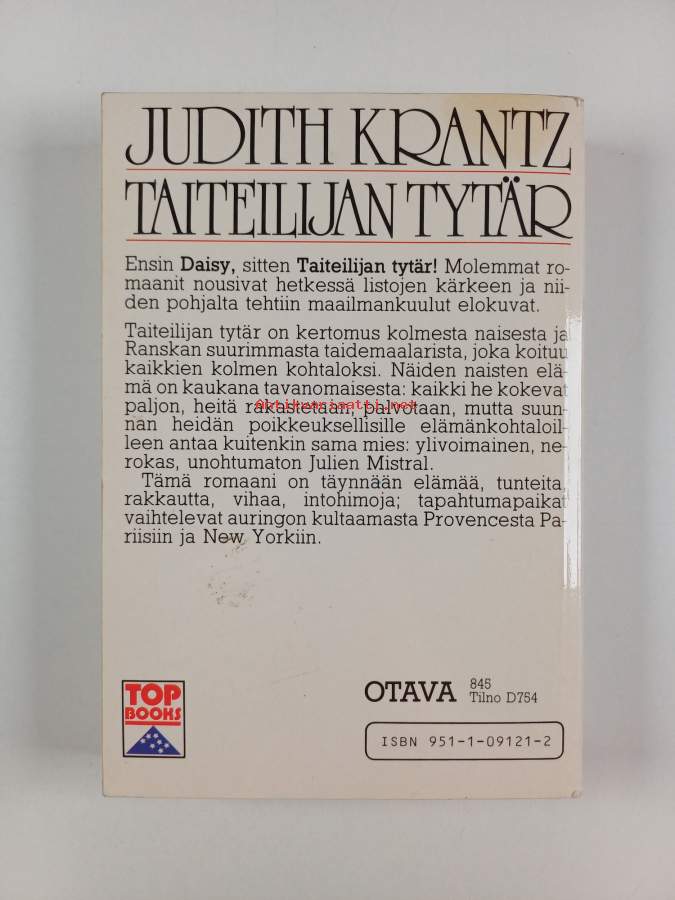 JUDITH KRANTZ
TAITEILIJAN TYTÄR
Ensin Daisy, sitten Taiteilijan tytär! Molemmat ro-
maanit nousivat hetkessä listojen kärkeen ja nii-
den pohjalta tehtiin maailmankuulut elokuvat.
Taiteilijan tytär on kertomus kolmesta naisesta ja
Ranskan suurimmasta taidemaalarista, joka koituu
kaikkien kolmen kohtaloksi. Näiden naisten elä-
mä on kaukana tavanomaisesta: kaikki he kokevat
paljon, heitä rakastetaan, palvotaan, mutta suun-
nan heidän poikkeuksellisille elämänkohtaloil-
leen antaa kuitenkin sama mies: ylivoimainen, ne-
rokas, unohtumaton Julien Mistral.
Tämä romaani on täynnään elämää, tunteita,
rakkautta, vihaa, intohimoja; tapahtumapaikat
vaihtelevat auringon kultaamasta Provencesta Pa-
riisiin ja New Yorkiin.
Antikvariaatti.net
TOP
BOOKS
OTAVA
845
Tilno D754
ISBN 951-1-09121-2